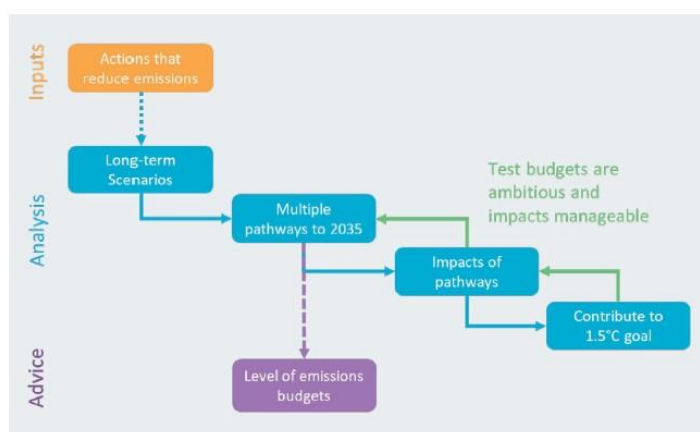 Inputs
Actions that
reduce emissions
Analysis
Long-term
Scenarios
Multiple
pathways to 2035
Test budgets are
ambitious and
impacts manageable
Impacts of
pathways
Contribute to
1.5°C goal
Advice
Level of emissions
budgets